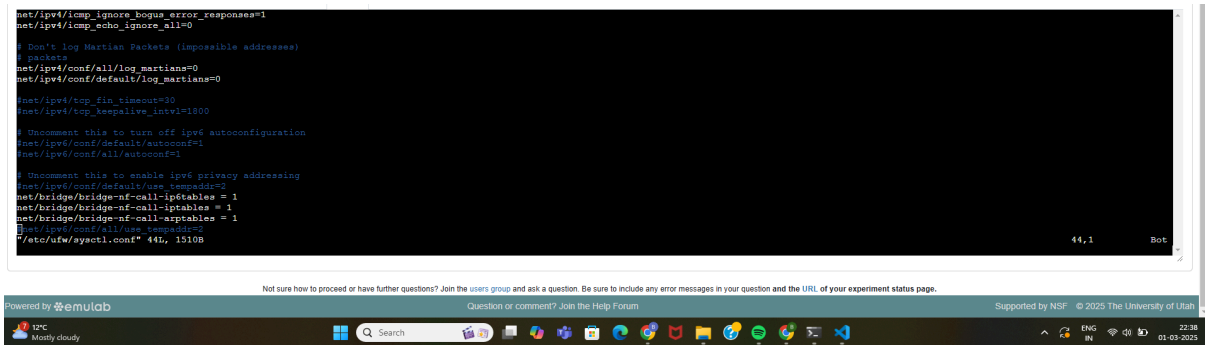 net/ipv4/icmp_ignore_bogus_error_responses=1
net/ipv4/icmp_echo_ignore_all=0
# Don't log Martian Packets (impossible addresses)
# packets
net/ipv4/conf/all/log_martians=0
net/ipv4/conf/default/log_martians=0
#net/ipv4/tcp_fin_timeout=30
#net/ipv4/tcp_keepalive_intvl=1800
# Uncomment this to turn off ipv6 autoconfiguration
#net/ipv6/conf/default/autoconf=1
#net/ipv6/conf/all/autoconf=1
# Uncomment this to enable ipv6 privacy addressing
#net/ipv6/conf/default/use_tempaddr=2
net/bridge/bridge-nf-call-ip6tables = 1
net/bridge/bridge-nf-call-iptables = 1
net/bridge/bridge-nf-call-arptables = 1
#net/ipv6/conf/all/use_tempaddr=2
"/etc/ufw/sysctl.conf" 44L, 1510B 44,1 Bot
Not sure how to proceed or have further questions? Join the users group and ask a question. Be sure to include any error messages in your question and the URL of your experiment status page.
Powered by emulab Question or comment? Join the Help Forum Supported by NSF © 2025 The University of Utah
7 12°C Mostly cloudy
Search
ENG IN
22:38
01-03-2025